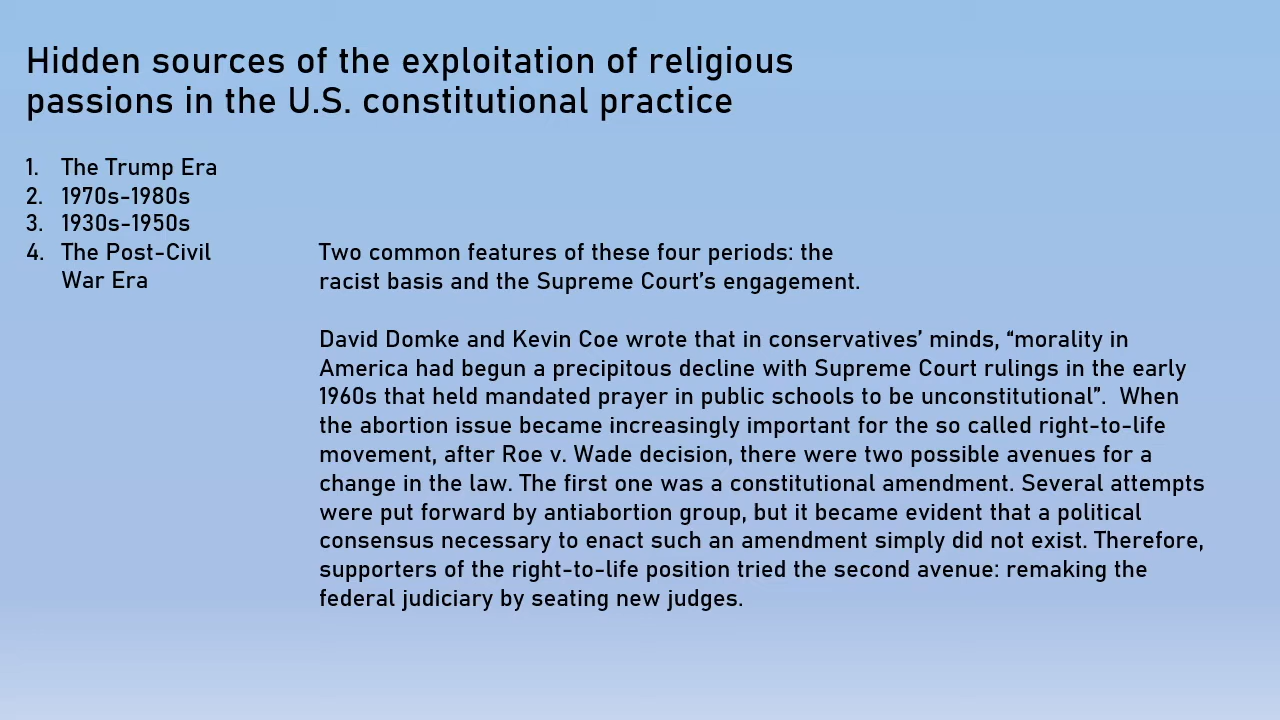 Hidden sources of the exploitation of religious
passions in the U.S. constitutional practice
1. The Trump Era
2. 1970s-1980s
3. 1930s-1950s
4. The Post-Civil
War Era
Two common features of these four periods: the
racist basis and the Supreme Court’s engagement.
David Domke and Kevin Coe wrote that in conservatives’ minds, “morality in
America had begun a precipitous decline with Supreme Court rulings in the early
1960s that held mandated prayer in public schools to be unconstitutional”.  When
the abortion issue became increasingly important for the so called right-to-life
movement, after Roe v. Wade decision, there were two possible avenues for a
change in the law. The first one was a constitutional amendment. Several attempts
were put forward by antiabortion group, but it became evident that a political
consensus necessary to enact such an amendment simply did not exist. Therefore,
supporters of the right-to-life position tried the second avenue: remaking the
federal judiciary by seating new judges.